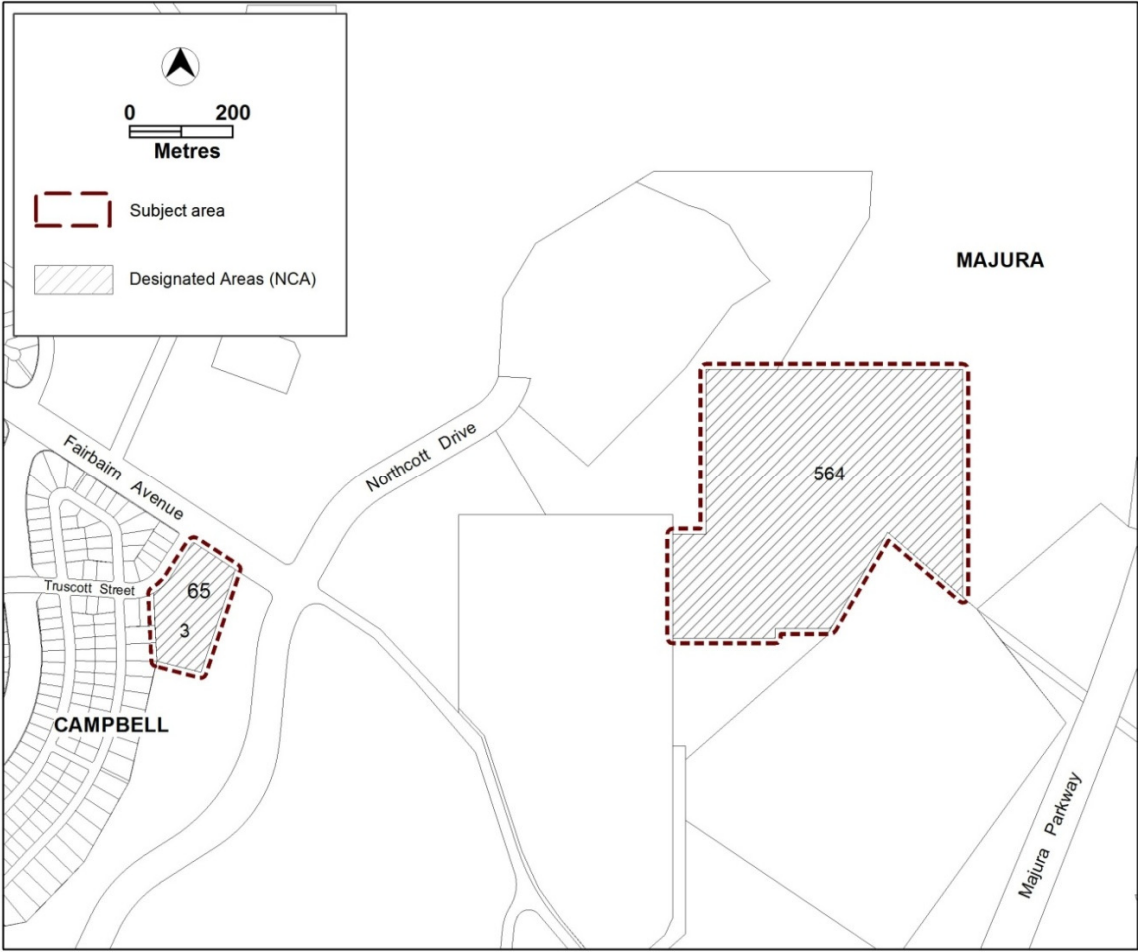 0 200
Metres
Subject area
Designated Areas (NCA)
MAJURA
Fairbairn Avenue
Northcott Drive
564
Truscott Street
65
3
CAMPBELL
Majura Parkway